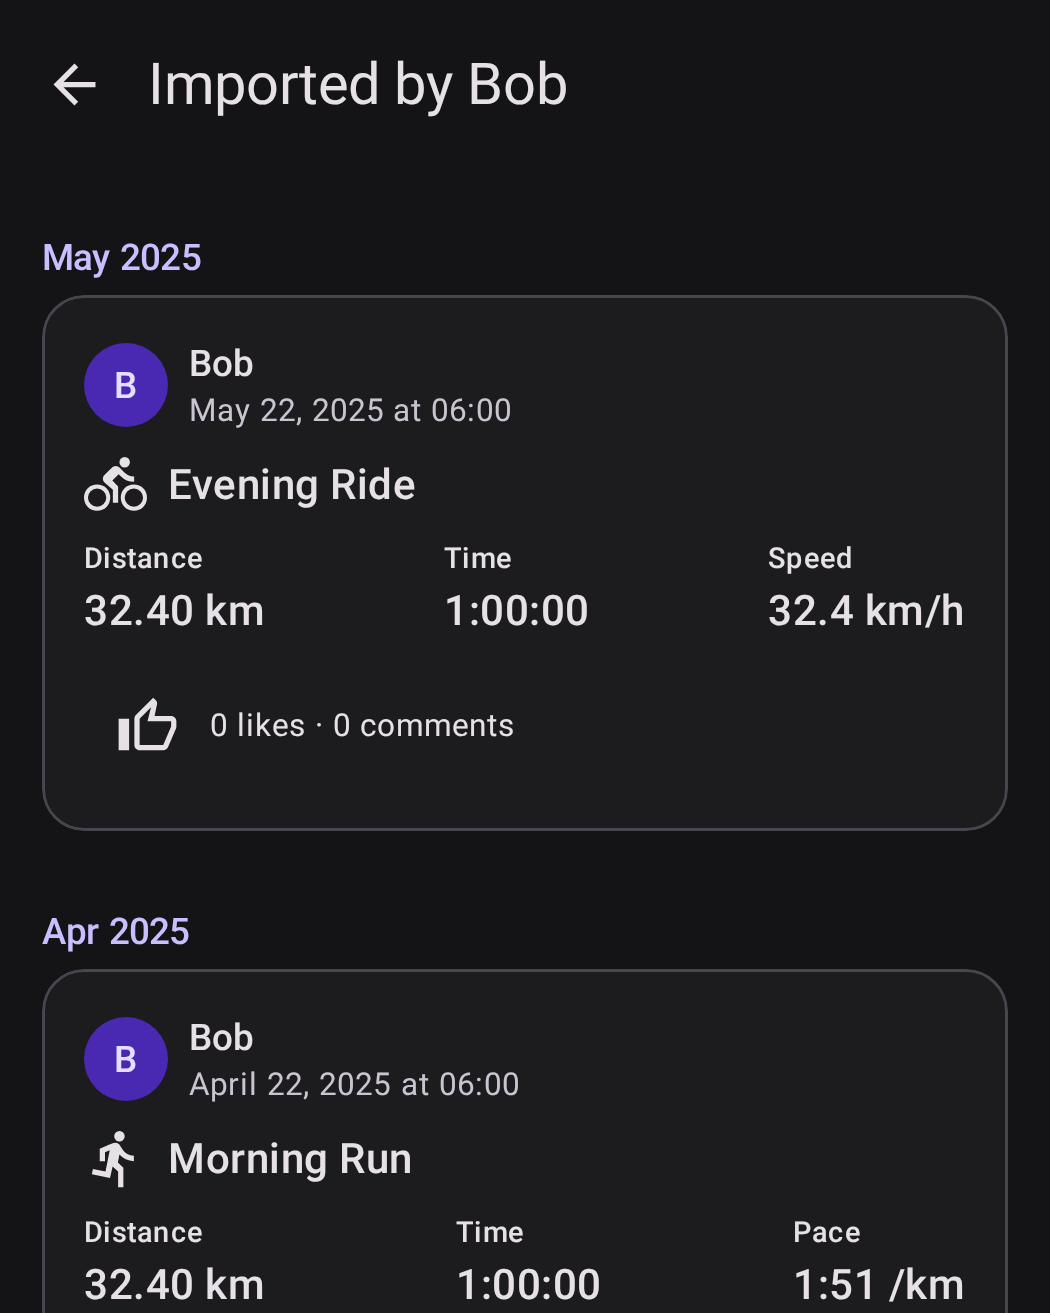 Imported by Bob
May 2025
B
Bob
May 22, 2025 at 06:00
Evening Ride
Distance Time Speed
32.40 km 1:00:00 32.4 km/h
0 likes · 0 comments
Apr 2025
B
Bob
April 22, 2025 at 06:00
Morning Run
Distance Time Pace
32.40 km 1:00:00 1:51 /km